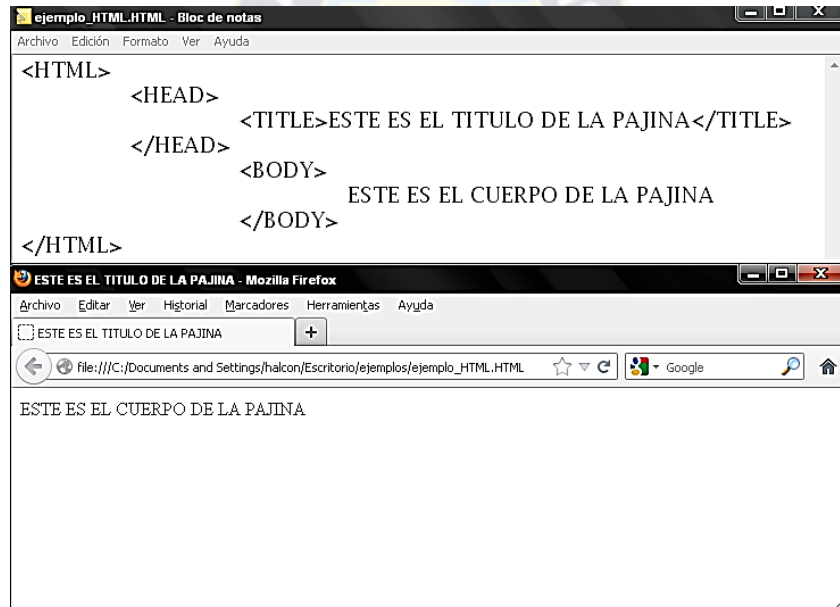 ejemplo_HTML.HTML - Bloc de notas
Archivo Edición Formato Ver Ayuda
<HTML>
<HEAD>
<TITLE>ESTE ES EL TITULO DE LA PAJINA</TITLE>
</HEAD>
<BODY>
ESTE ES EL CUERPO DE LA PAJINA
</BODY>
</HTML>
ESTE ES EL TITULO DE LA PAJINA - Mozilla Firefox
Archivo Editar Ver Historial Marcadores Herramientas Ayuda
ESTE ES EL TITULO DE LA PAJINA +
file:///C:/Documents and Settings/halcon/Escritorio/ejemplos/ejemplo_HTML.HTML Google
ESTE ES EL CUERPO DE LA PAJINA